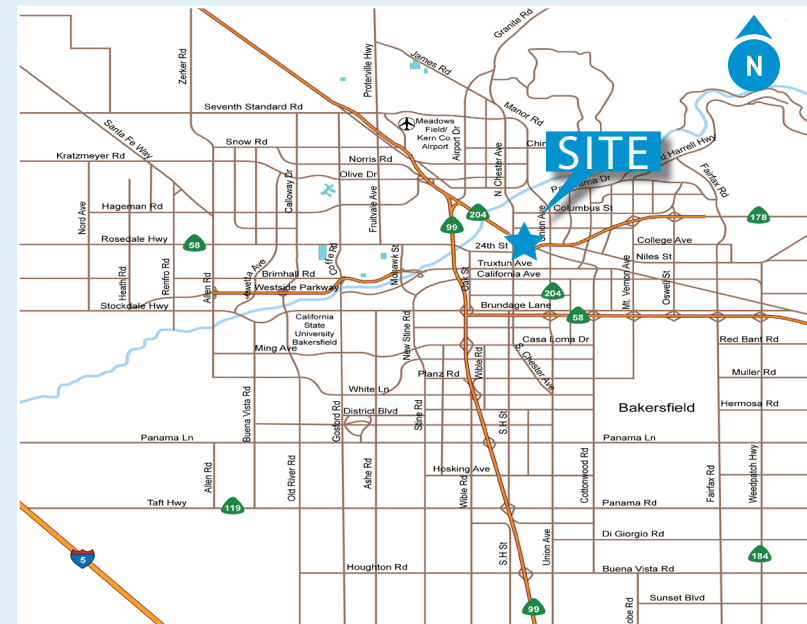 Granite Rd
N
Zerker Rd
Proterville Hwy
James Rd
Seventh Standard Rd
Manor Rd
Santa Fe Way
Meadows
Field/
Kern Co.
Airport
Airport Dr
Snow Rd
Kratzmeyer Rd
Norris Rd
N. Chester Ave
SITE
d Harrell Hwy
Olive Dr
Fairfax Rd
Calloway Dr
Fruitvale Ave
Nord Ave
Hageman Rd
204
Columbus St
178
99
Union Ave
Rosedale Hwy
58
24th St
College Ave
Niles St
Coffe Rd
Mohawk St
Truxtun Ave
California Ave
Heath Rd
Renfro Rd
Allen Rd
Jewetta Ave
Brimhall Rd
Westside Parkway
Oak St
Mt. Vernon Ave
Oswell St
204
Stockdale Hwy
Brundage Lane
58
California
State
University
Bakersfield
New Stine Rd
Casa Loma Dr
Red Bant Rd
Ming Ave
Wible Rd
S. Chester Ave
Planz Rd
Muller Rd
White Ln
Buena Vista Rd
Gosford Rd
District Blvd
Stine Rd
S.H St
Bakersfield
Hermosa Rd
Panama Ln
Panama Ln
Allen Rd
Old River Rd
Ashe Rd
Hosking Ave
Wible Rd
Cottonwood Rd
Fairfax Rd
Weedpatch Hwy
Taft Hwy
119
Panama Rd
Di Giorgio Rd
S.H St
Union Ave
5
184
Houghton Rd
Buena Vista Rd
99
obe Rd
Sunset Blvd